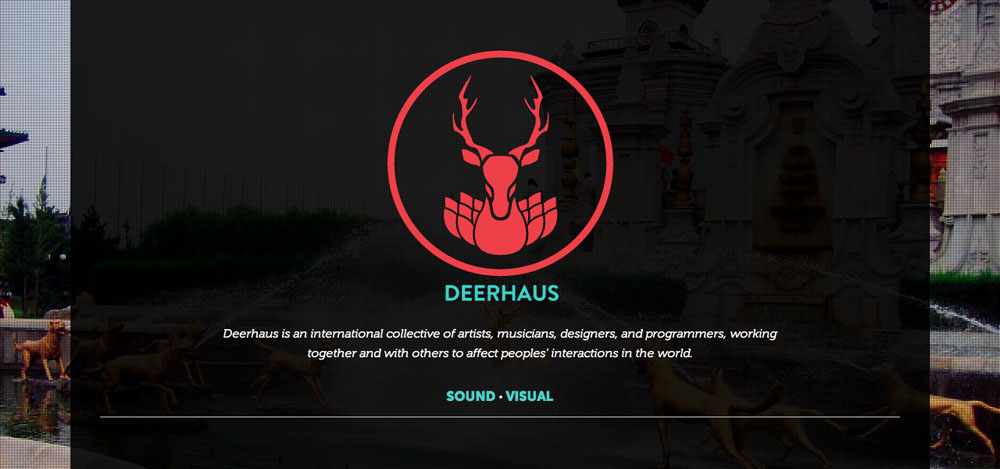 DEERHAUS
Deerhaus is an international collective of artists, musicians, designers, and programmers, working
together and with others to affect peoples' interactions in the world.
SOUND · VISUAL